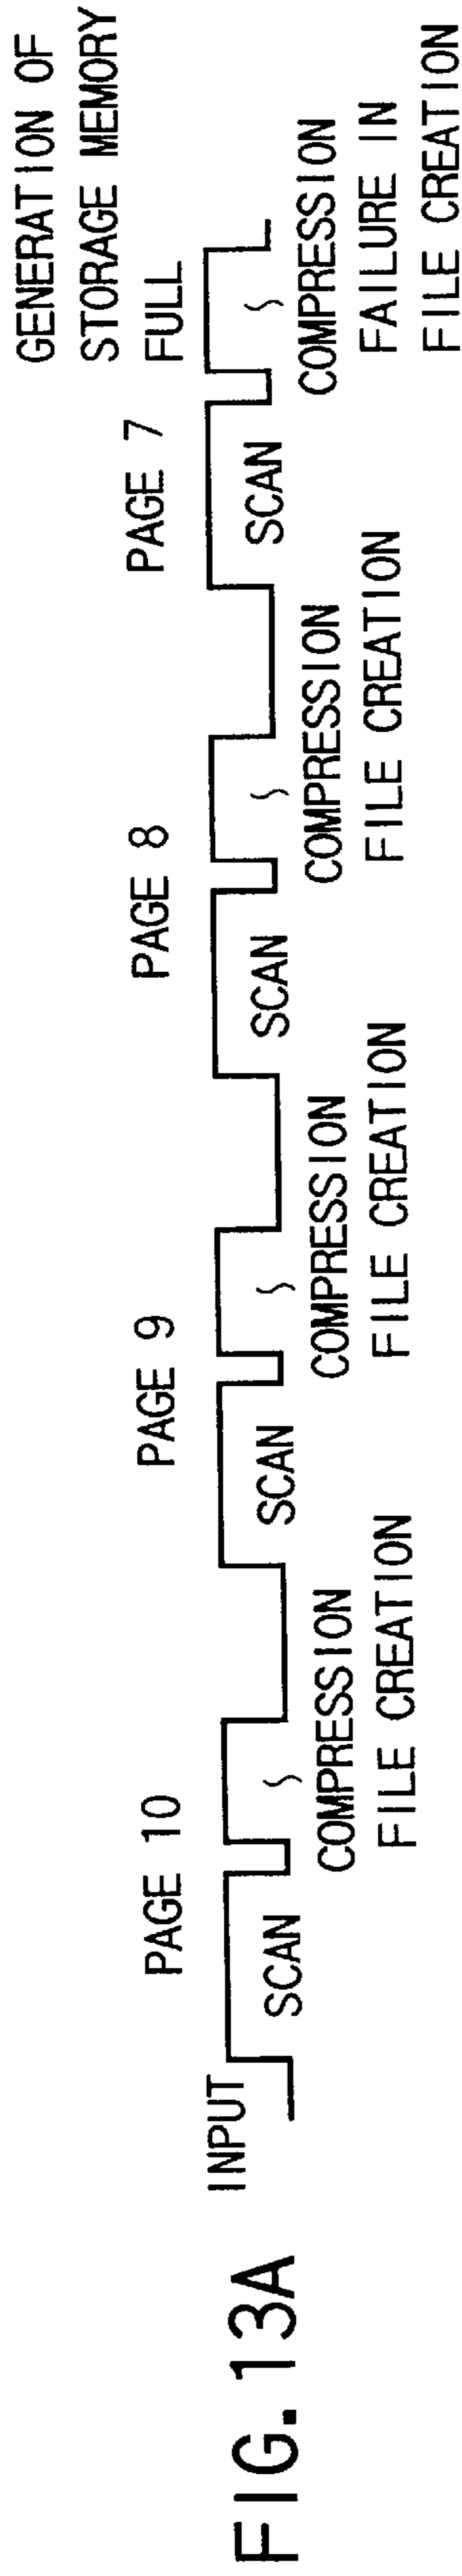 FIG. 13A
INPUT
PAGE 10
SCAN
COMPRESSION
FILE CREATION
PAGE 9
SCAN
COMPRESSION
FILE CREATION
PAGE 8
SCAN
COMPRESSION
FILE CREATION
PAGE 7
SCAN
GENERATION OF
STORAGE MEMORY
FULL
COMPRESSION
FAILURE IN
FILE CREATION